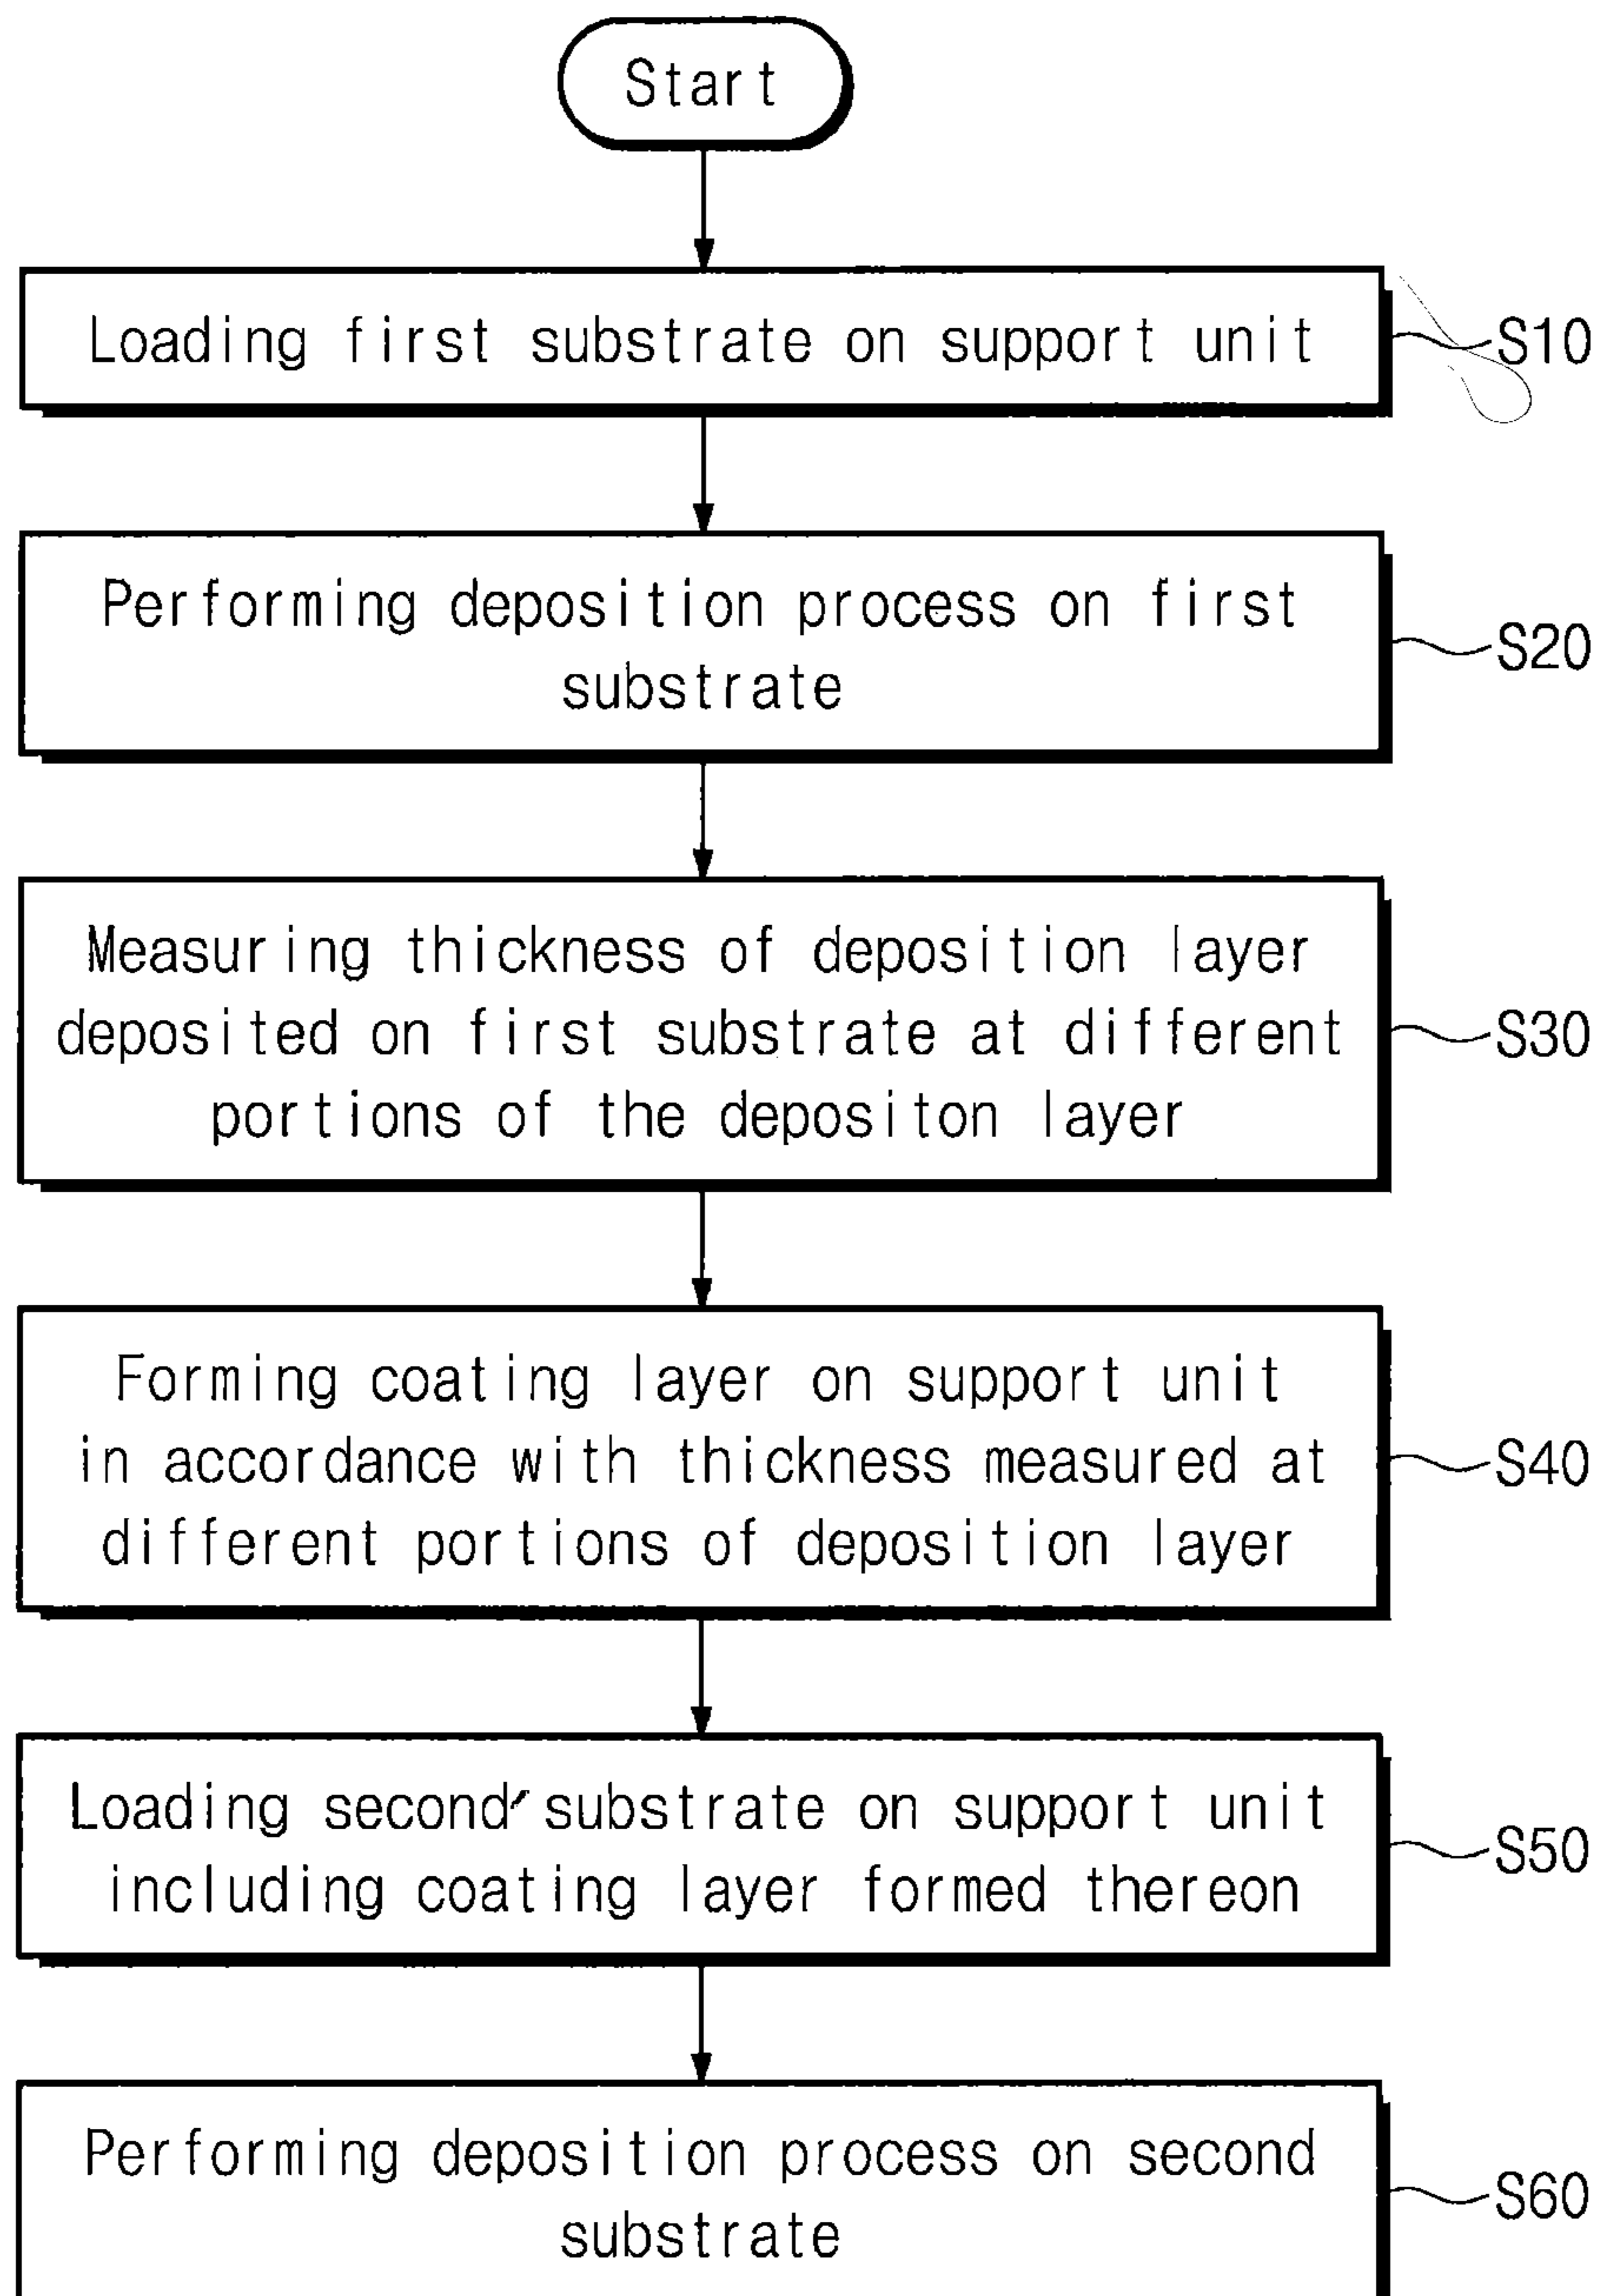 Start
Loading first substrate on support unit
S10
Performing deposition process on first
substrate
S20
Measuring thickness of deposition layer
deposited on first substrate at different
portions of the depositon layer
S30
Forming coating layer on support unit
in accordance with thickness measured at
different portions of deposition layer
S40
Loading second substrate on support unit
including coating layer formed thereon
S50
Performing deposition process on second
substrate
S60